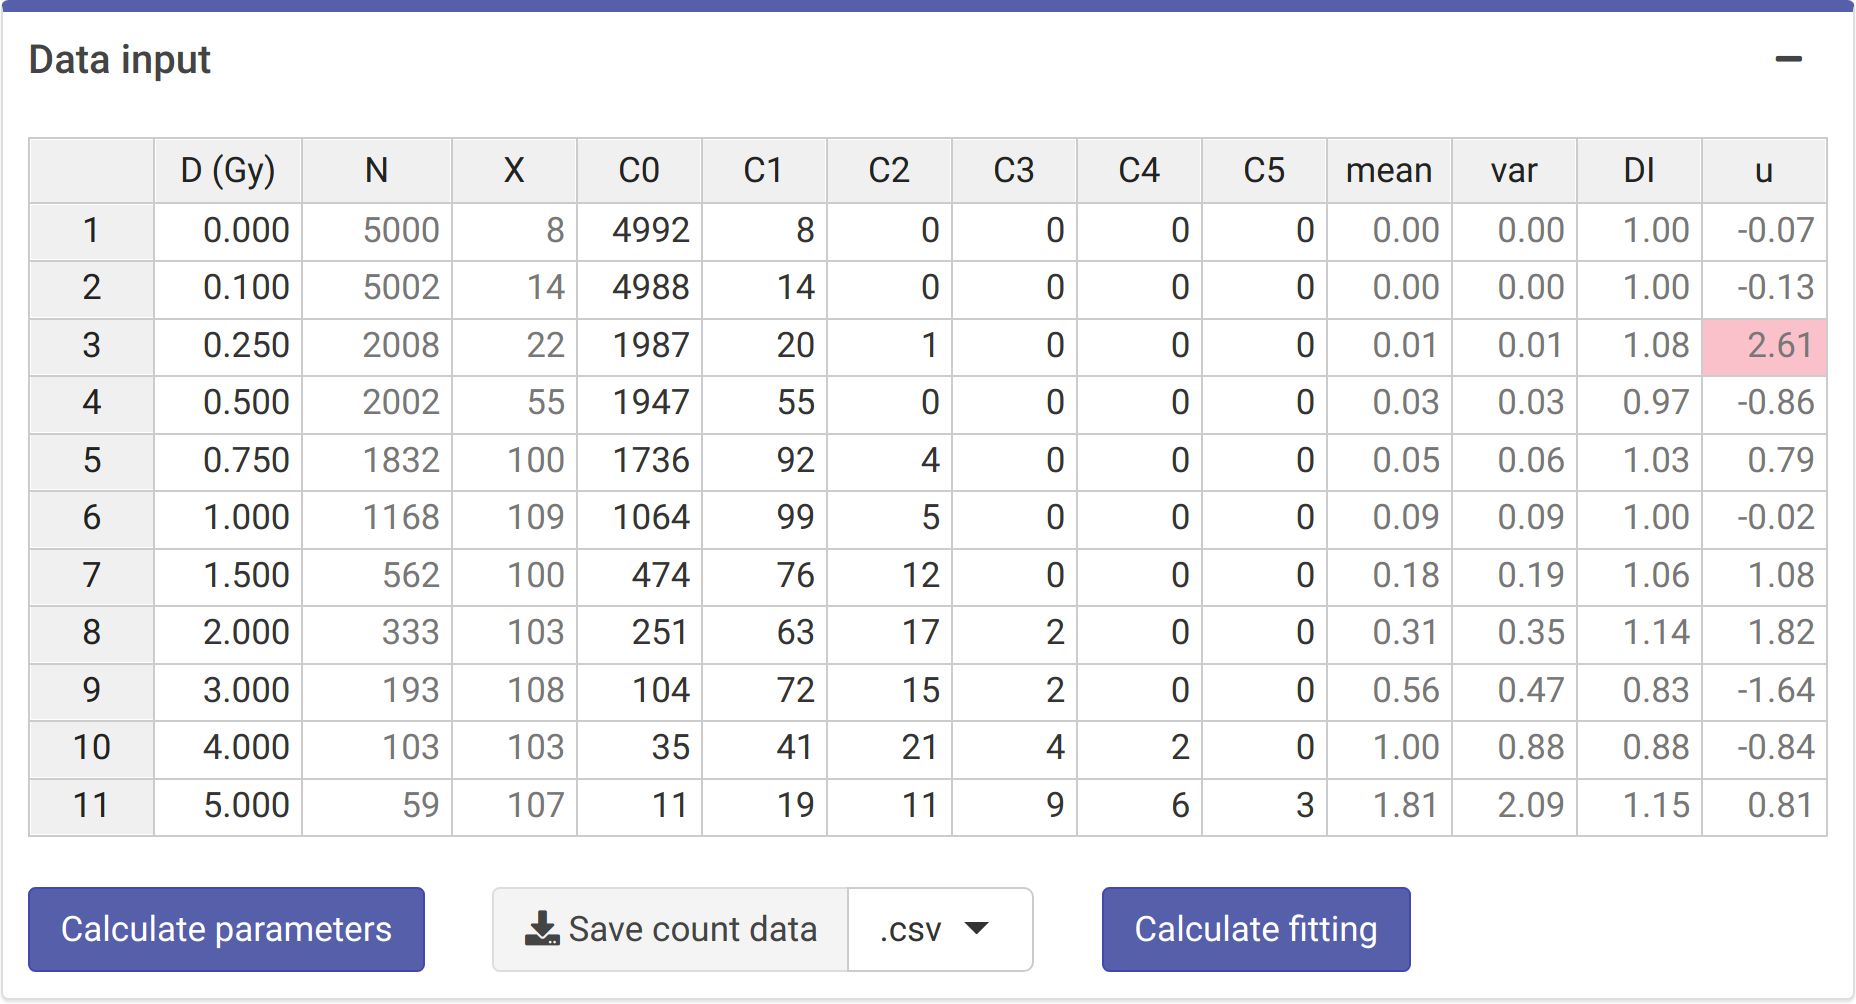 Data input
D (Gy) N X C0 C1 C2 C3 C4 C5 mean var DI u
1 0.000 5000 8 4992 8 0 0 0 0 0.00 0.00 1.00 -0.07
2 0.100 5002 14 4988 14 0 0 0 0 0.00 0.00 1.00 -0.13
3 0.250 2008 22 1987 20 1 0 0 0 0.01 0.01 1.08 2.61
4 0.500 2002 55 1947 55 0 0 0 0 0.03 0.03 0.97 -0.86
5 0.750 1832 100 1736 92 4 0 0 0 0.05 0.06 1.03 0.79
6 1.000 1168 109 1064 99 5 0 0 0 0.09 0.09 1.00 -0.02
7 1.500 562 100 474 76 12 0 0 0 0.18 0.19 1.06 1.08
8 2.000 333 103 251 63 17 2 0 0 0.31 0.35 1.14 1.82
9 3.000 193 108 104 72 15 2 0 0 0.56 0.47 0.83 -1.64
10 4.000 103 103 35 41 21 4 2 0 1.00 0.88 0.88 -0.84
11 5.000 59 107 11 19 11 9 6 3 1.81 2.09 1.15 0.81
Calculate parameters Save count data .csv Calculate fitting